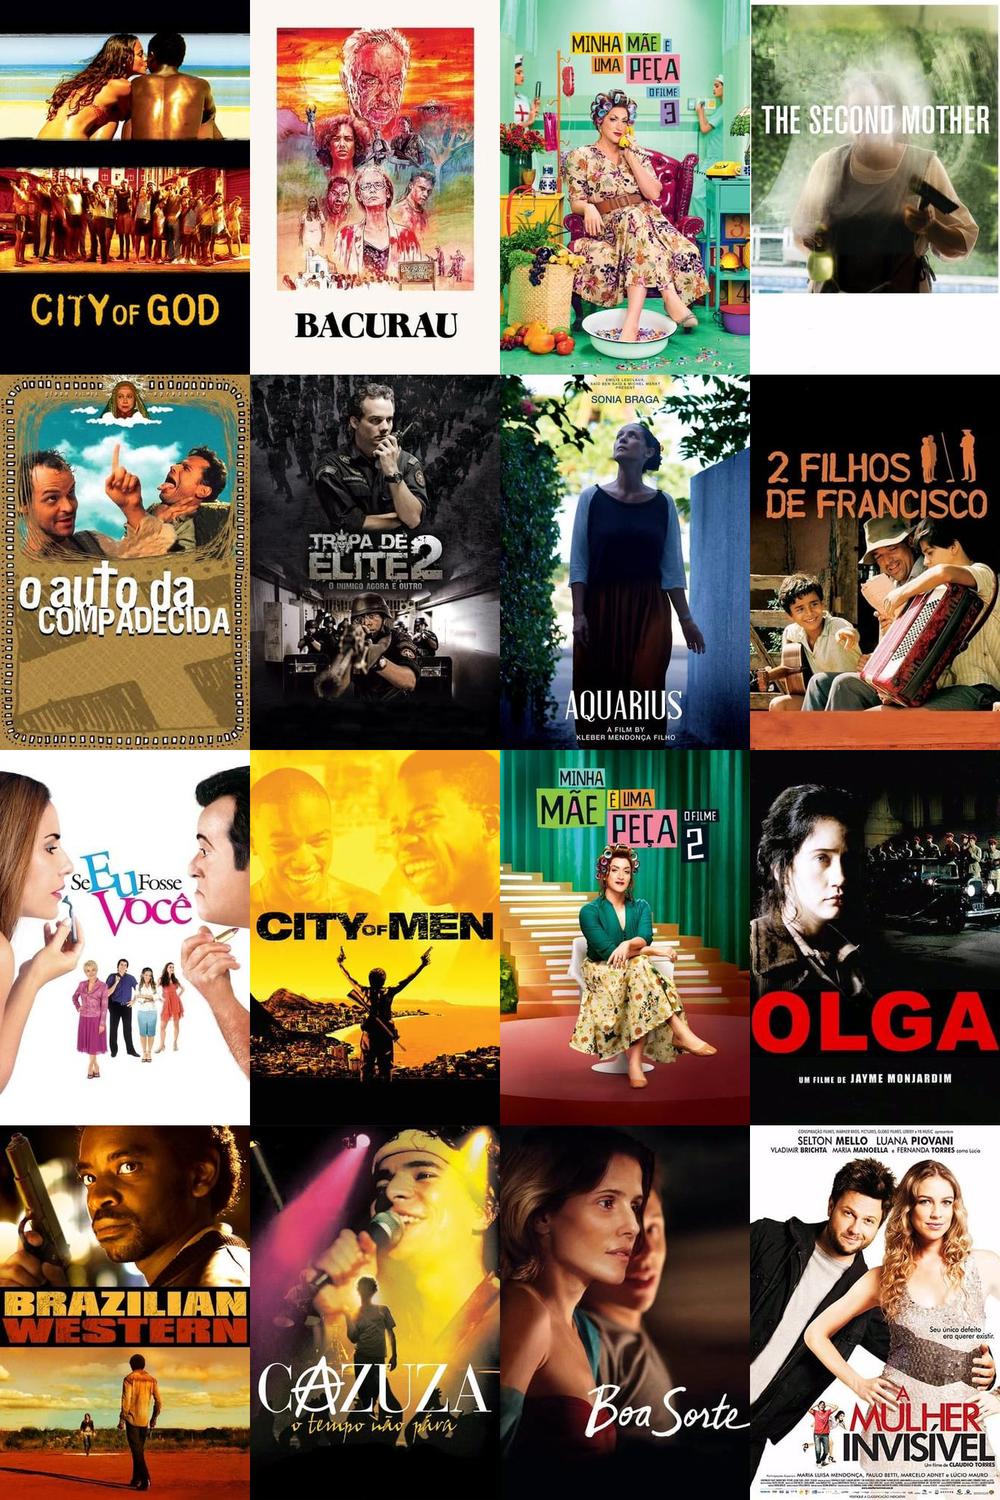 CITY OF GOD
BACURAU
MINHA MÃE É
UMA PEÇA
O FILME
3
THE SECOND MOTHER
o auto da
COMPADECIDA
TROPA DE
ELITE 2
O INIMIGO AGORA É OUTRO
PRESENT
SONIA BRAGA
AQUARIUS
A FILM BY
KLEBER MENDONÇA FILHO
2 FILHOS
DE FRANCISCO
Se Eu Fosse
Você
CITY OF MEN
MINHA
MÃE É UMA
PEÇA O FILME
2
OLGA
UM FILME DE JAYME MONJARDIM
BRAZILIAN
WESTERN
CAZUZA
o tempo não pára
Boa Sorte
SELTON MELLO LUANA PIOVANI
VLADIMIR BRICHTA MARIA MANOELLA e FERNANDA TORRES como Lúcia
Seu único defeito
era não existir.
A
MULHER
INVISÍVEL
Um filme de CLAUDIO TORRES
MARIA LUISA MENDONÇA, PAULO BETTI, MARCELO ADNET e LÚCIO MAURO